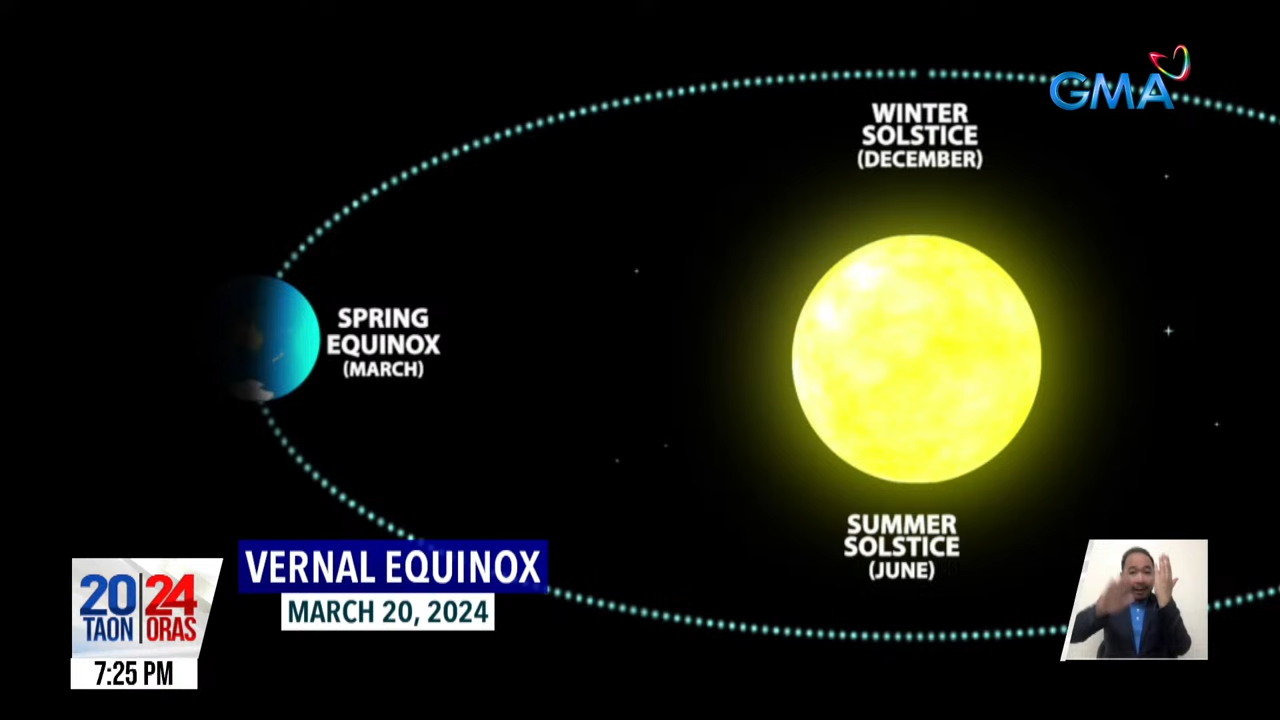 GMA
WINTER
SOLSTICE
(DECEMBER)
SPRING
EQUINOX
(MARCH)
SUMMER
SOLSTICE
(JUNE)
VERNAL EQUINOX
MARCH 20, 2024
20 24
TAON ORAS
7:25 PM